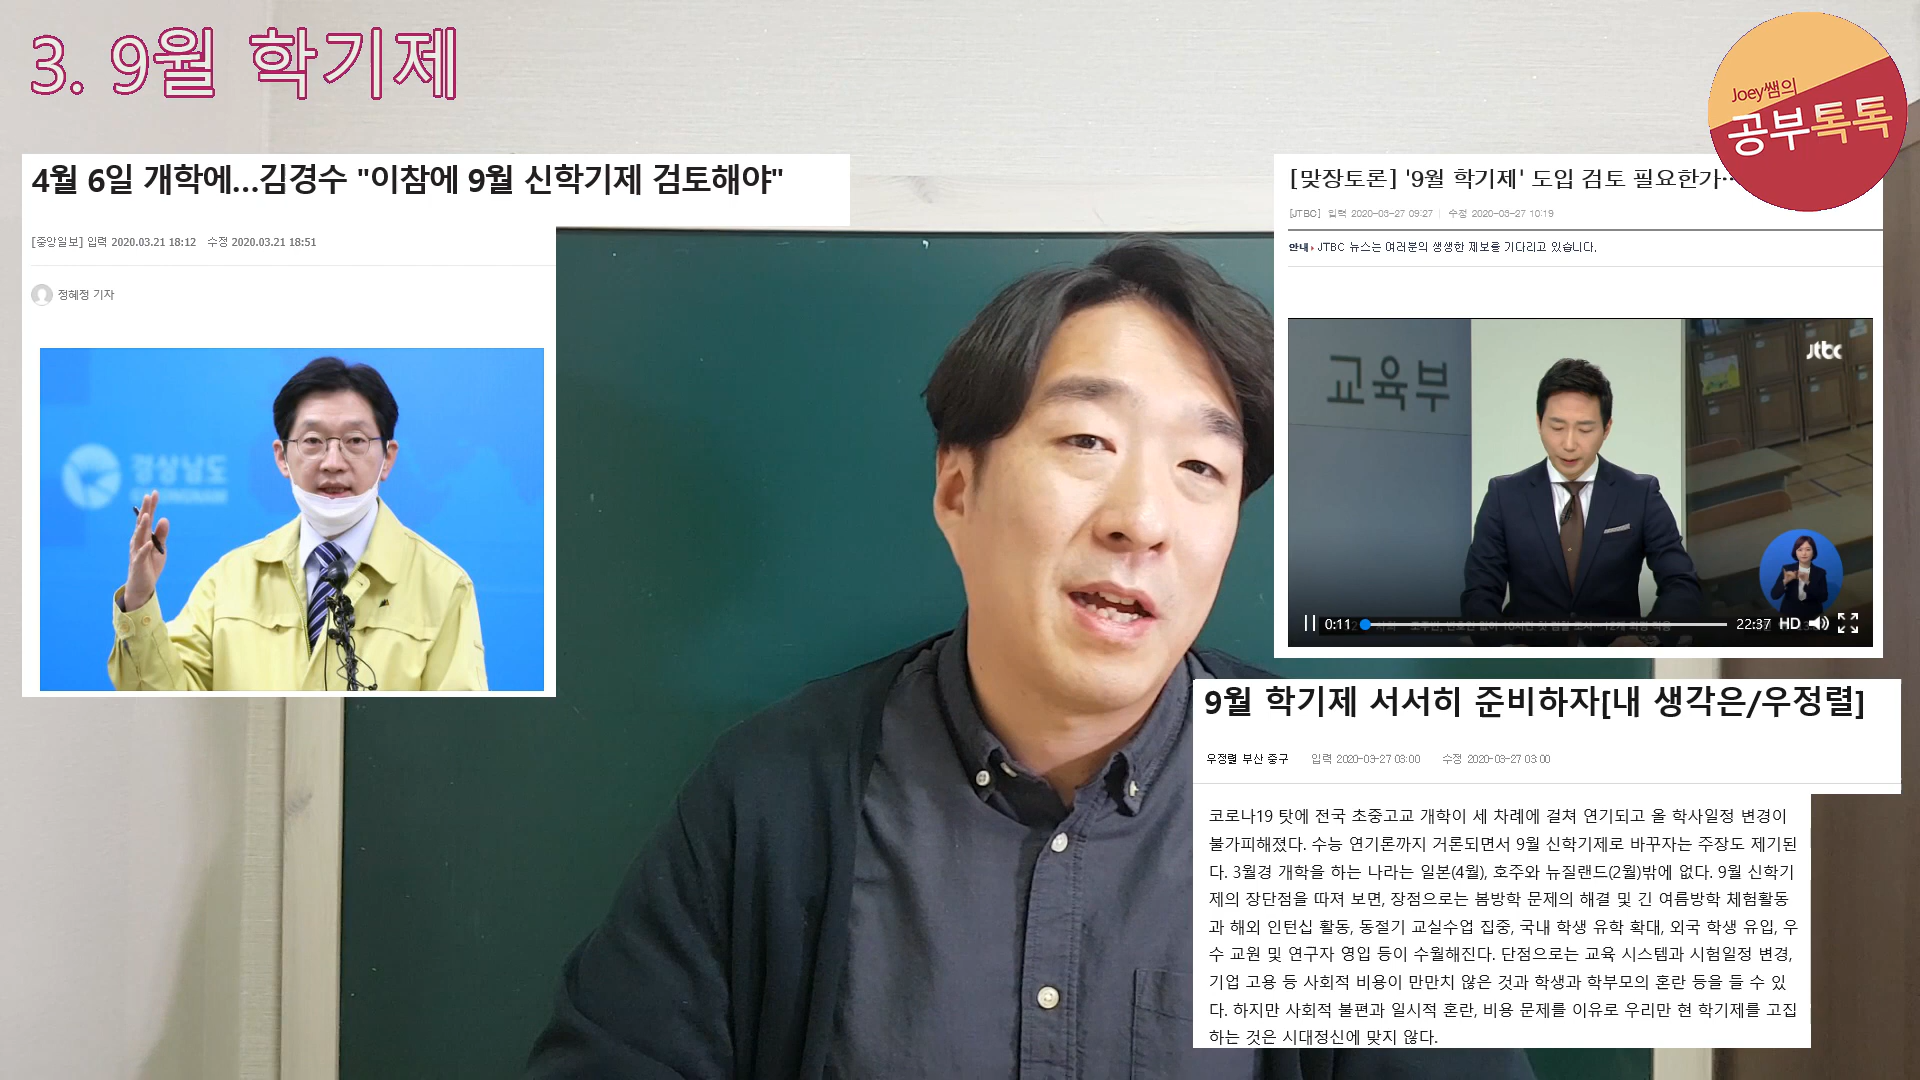 3. 9월 학기제
Joey쌤의
공부톡톡
4월 6일 개학에...김경수 "이참에 9월 신학기제 검토해야"
[중앙일보] 입력 2020.03.21 18:12 수정 2020.03.21 18:51
정혜정 기자
경상남도
[맞장토론] '9월 학기제' 도입 검토 필요한가…
[JTBC] 입력 2020-03-27 09:27 수정 2020-03-27 10:19
안내 JTBC 뉴스는 여러분의 생생한 제보를 기다리고 있습니다.
교육부
jtbc
0:11 22:37 HD
9월 학기제 서서히 준비하자[내 생각은/우정렬]
우정렬 부산 중구 입력 2020-03-27 03:00 수정 2020-03-27 03:00
코로나19 탓에 전국 초중고교 개학이 세 차례에 걸쳐 연기되고 올 학사일정 변경이
불가피해졌다. 수능 연기론까지 거론되면서 9월 신학기제로 바꾸자는 주장도 제기된
다. 3월경 개학을 하는 나라는 일본(4월), 호주와 뉴질랜드(2월)밖에 없다. 9월 신학기
제의 장단점을 따져 보면, 장점으로는 봄방학 문제의 해결 및 긴 여름방학 체험활동
과 해외 인턴십 활동, 동절기 교실수업 집중, 국내 학생 유학 확대, 외국 학생 유입, 우
수 교원 및 연구자 영입 등이 수월해진다. 단점으로는 교육 시스템과 시험일정 변경,
기업 고용 등 사회적 비용이 만만치 않은 것과 학생과 학부모의 혼란 등을 들 수 있
다. 하지만 사회적 불편과 일시적 혼란, 비용 문제를 이유로 우리만 현 학기제를 고집
하는 것은 시대정신에 맞지 않다.